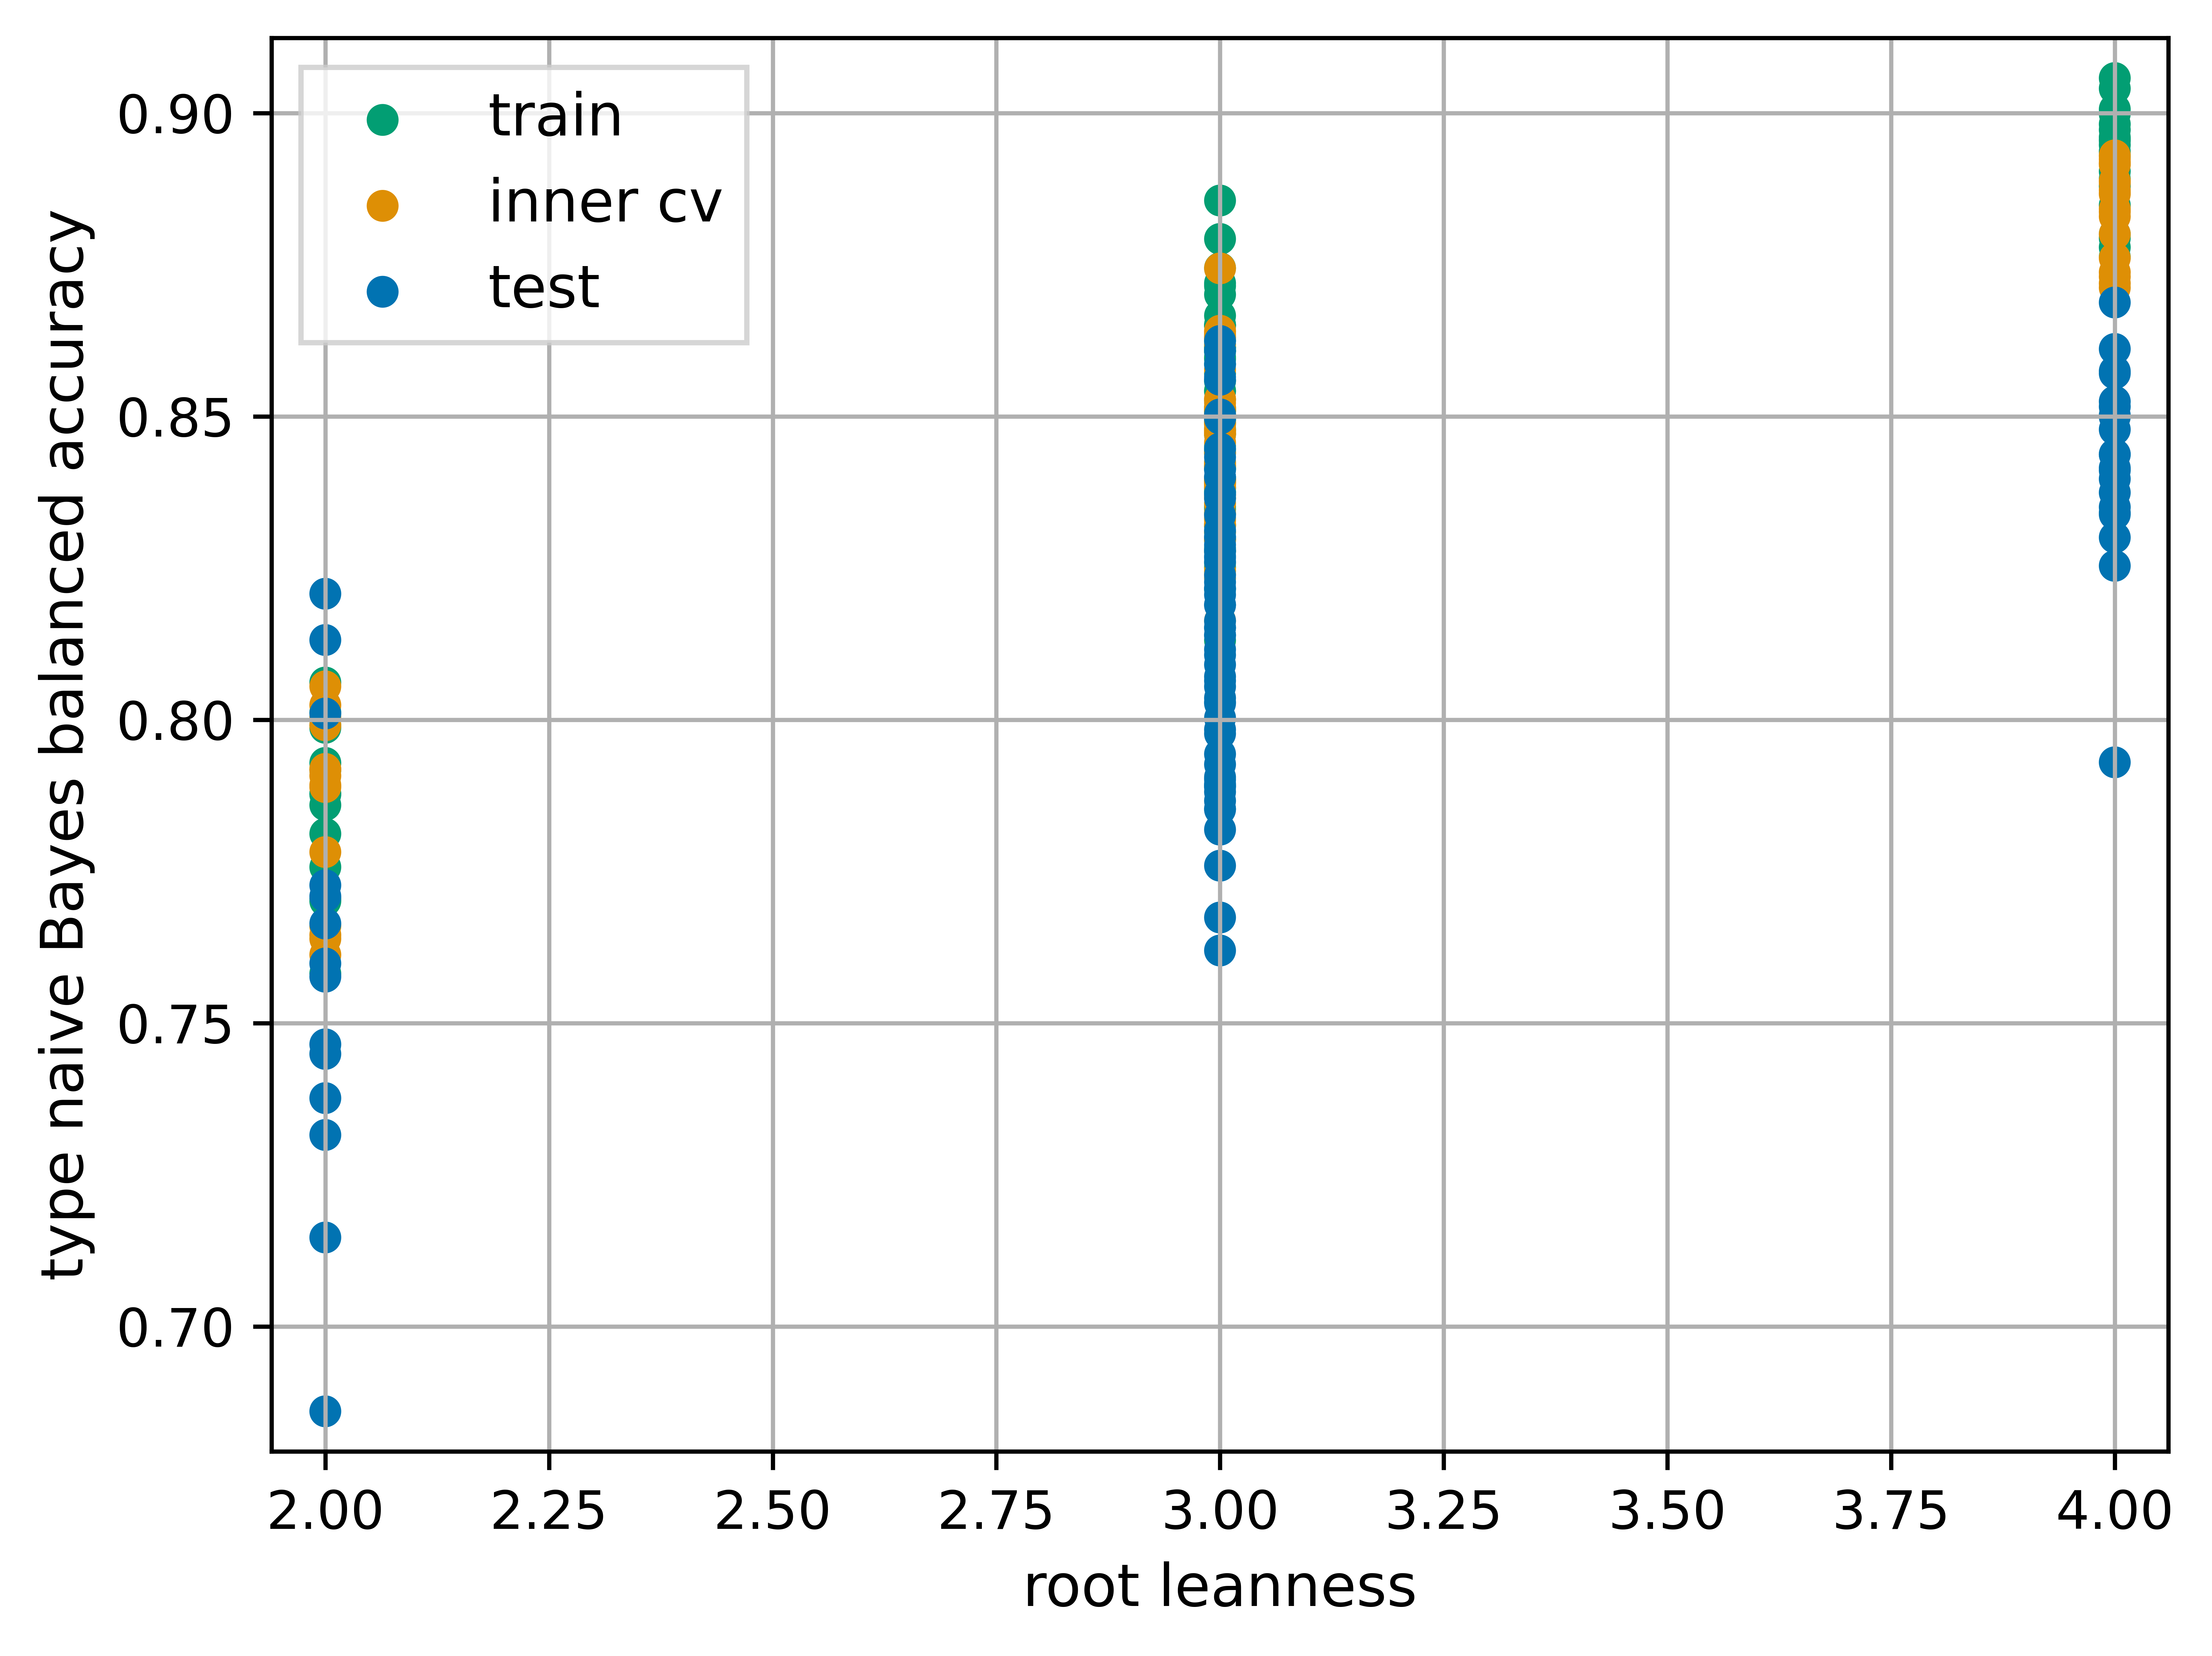 train
inner cv
test
type naive Bayes balanced accuracy
0.90
0.85
0.80
0.75
0.70
2.00 2.25 2.50 2.75 3.00 3.25 3.50 3.75 4.00
root leanness